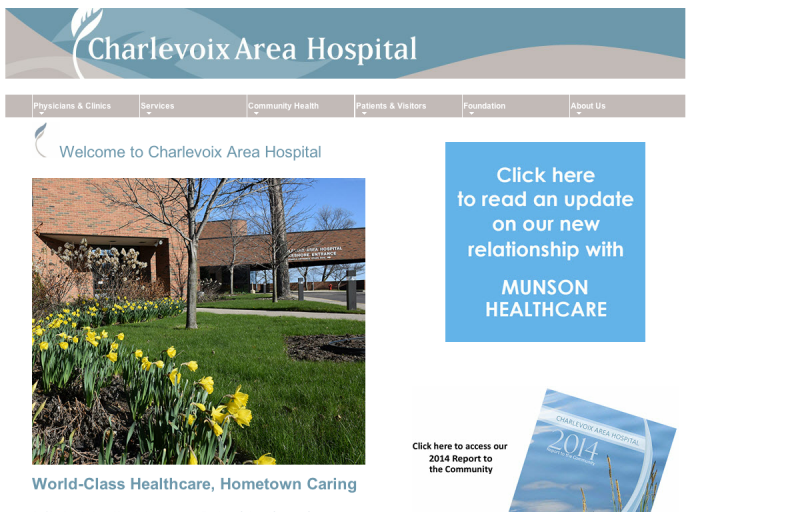 Charlevoix Area Hospital
Physicians & Clinics
Services
Community Health
Patients & Visitors
Foundation
About Us
Welcome to Charlevoix Area Hospital
AREA HOSPITAL
ENTRANCE
Click here
to read an update
on our new
relationship with
MUNSON
HEALTHCARE
Click here to access our
2014 Report to
the Community
CHARLEVOIX AREA HOSPITAL
2014
Report to the Community
World-Class Healthcare, Hometown Caring